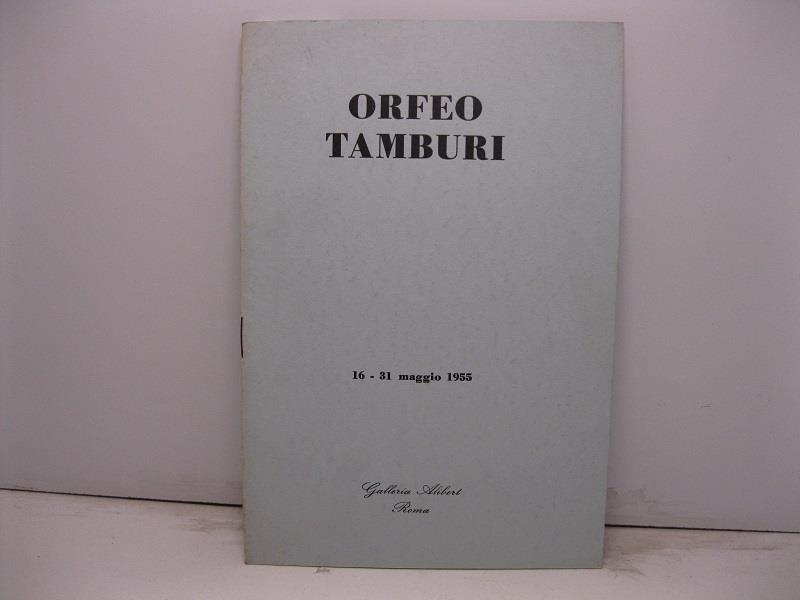 ORFEO
TAMBURI
16 - 31 maggio 1955
Galleria Alibert
Roma